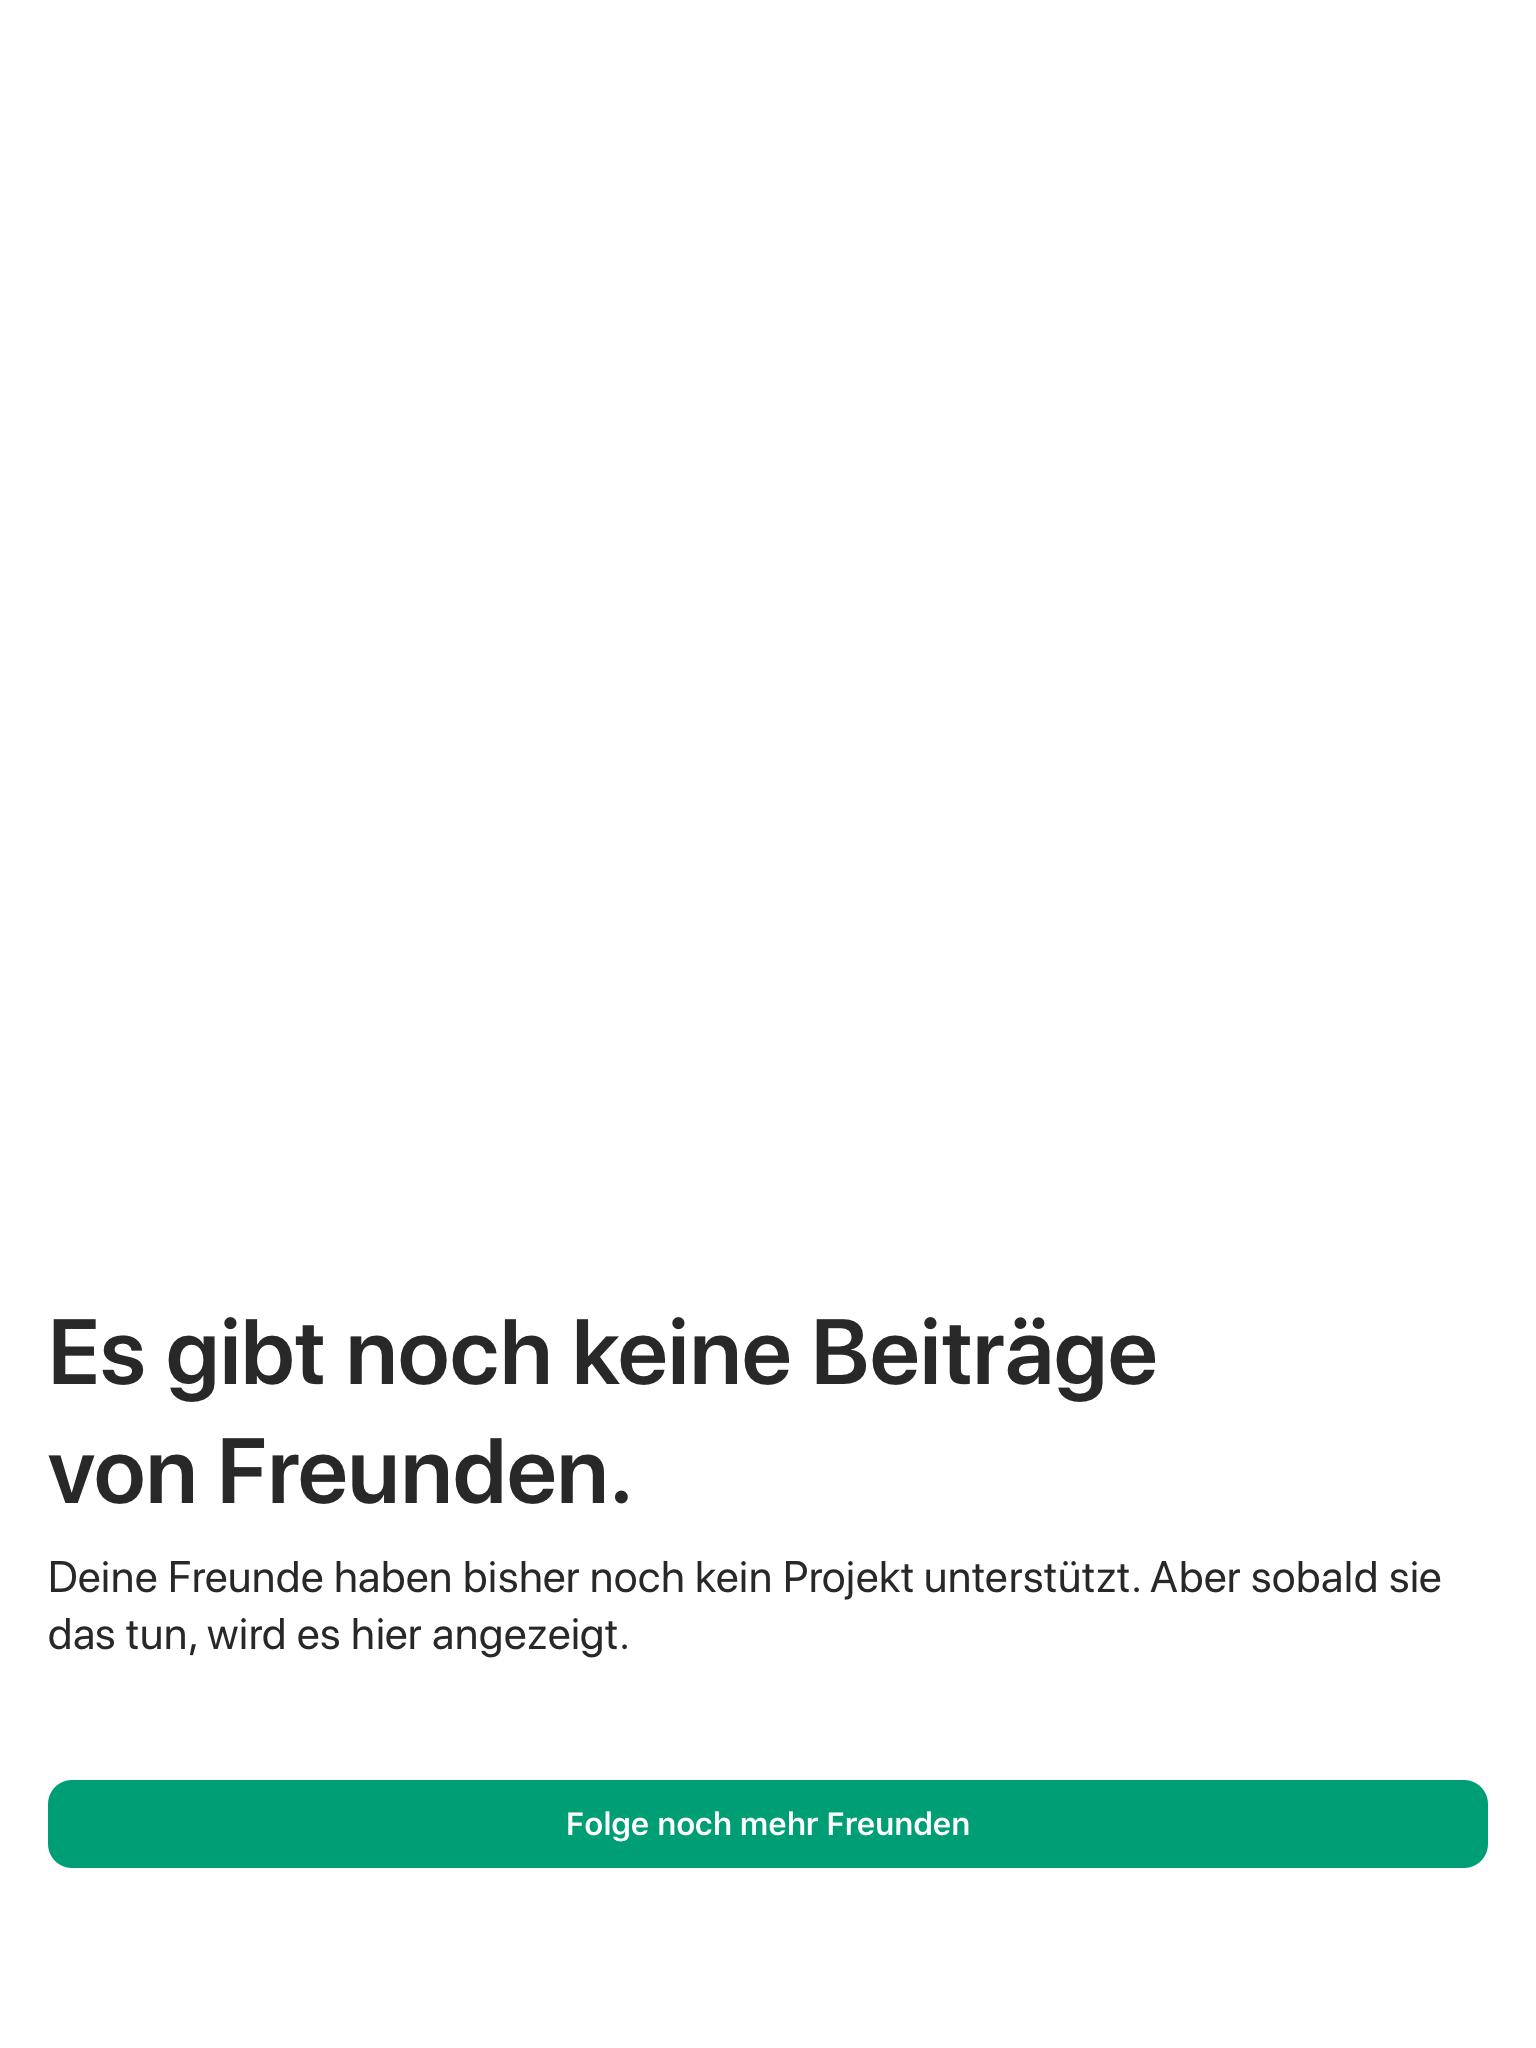 Es gibt noch keine Beiträge
von Freunden.
Deine Freunde haben bisher noch kein Projekt unterstützt. Aber sobald sie
das tun, wird es hier angezeigt.
Folge noch mehr Freunden